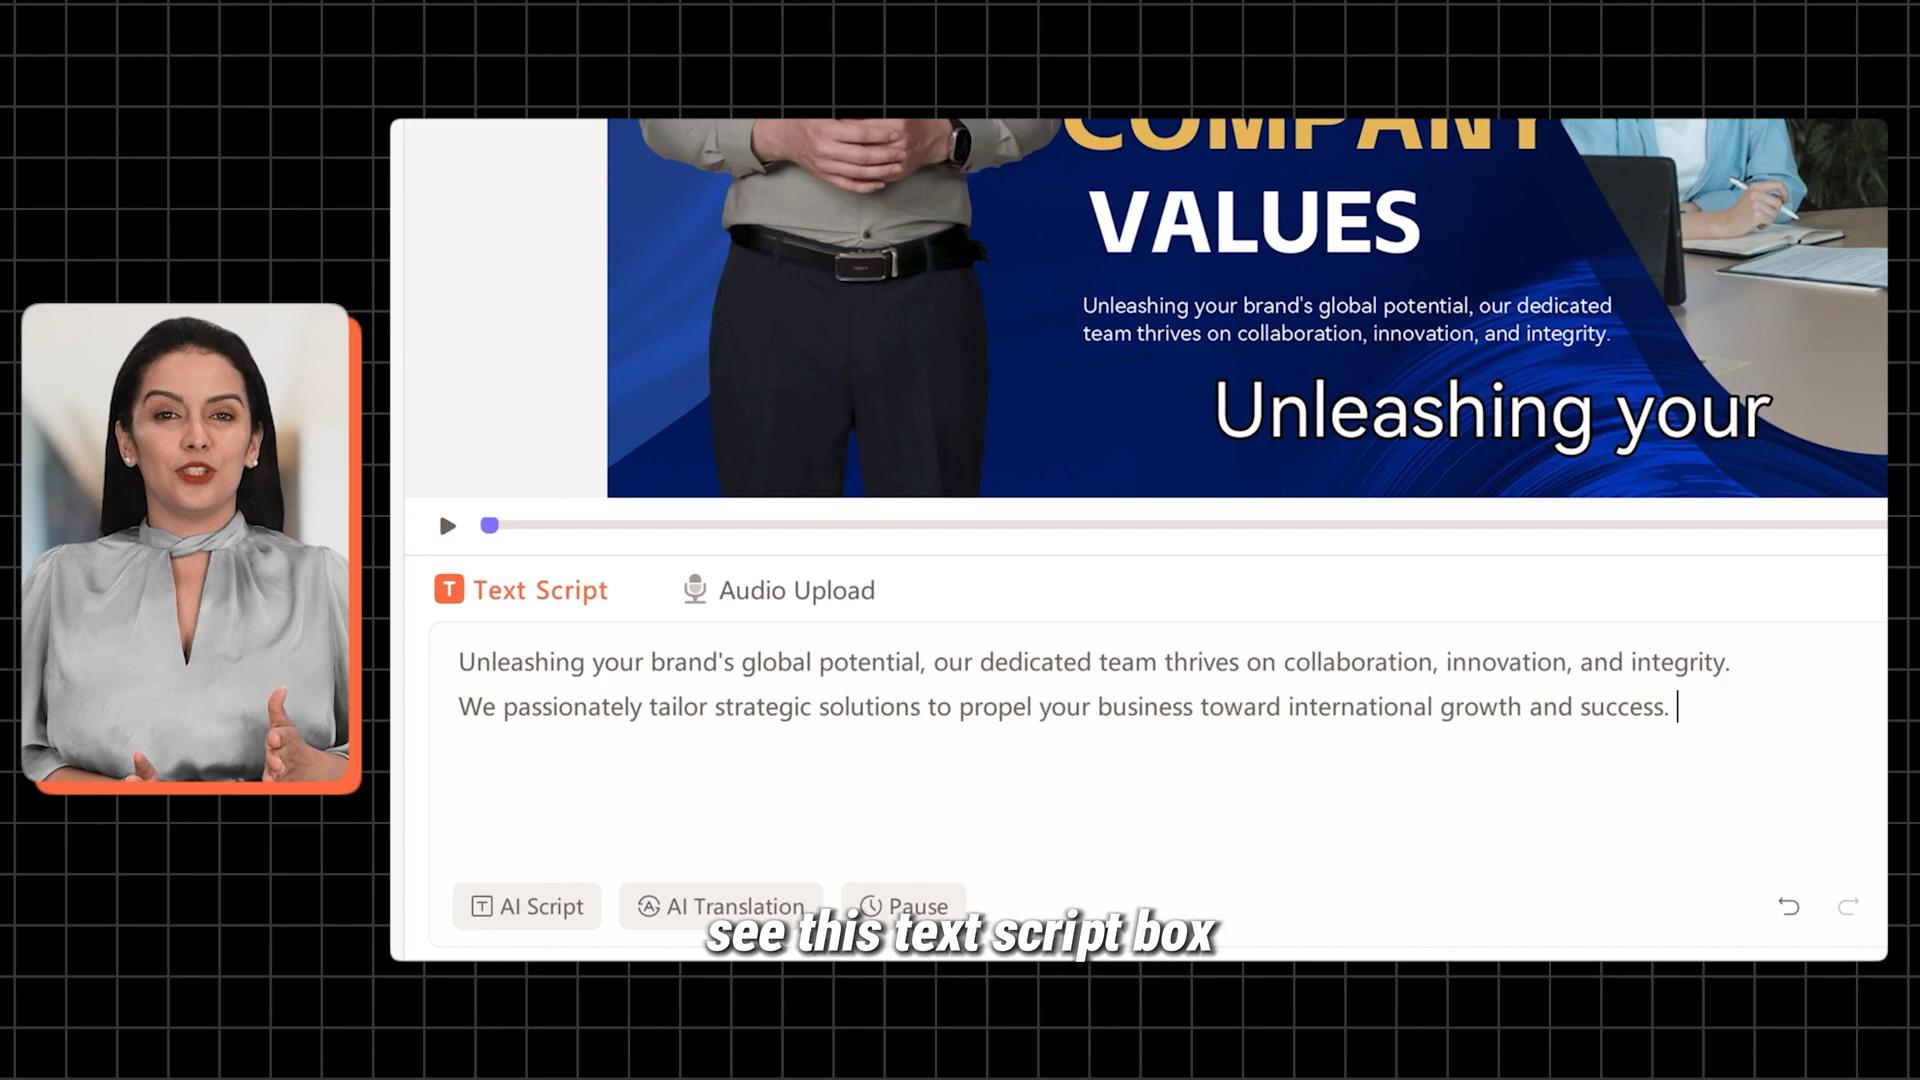 COMPANY
VALUES
Unleashing your brand's global potential, our dedicated
team thrives on collaboration, innovation, and integrity.
Unleashing your
T Text Script
Audio Upload
Unleashing your brand's global potential, our dedicated team thrives on collaboration, innovation, and integrity.
We passionately tailor strategic solutions to propel your business toward international growth and success.
T AI Script
A AI Translation
Pause
see this text script box